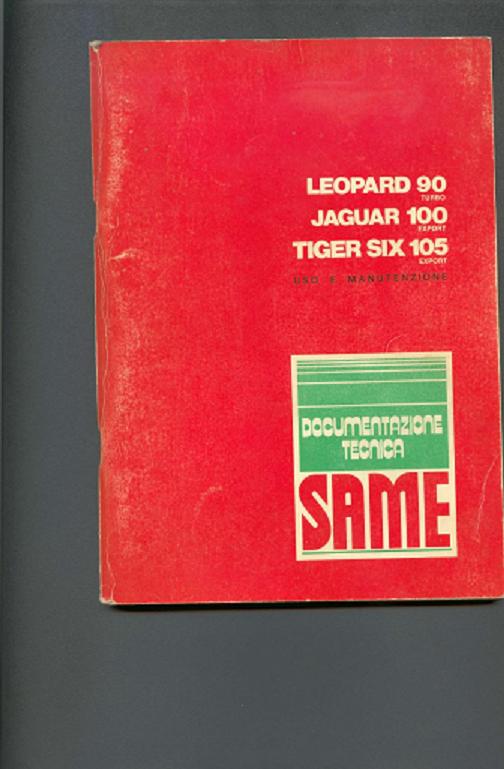 LEOPARD 90
TURBO
JAGUAR 100
EXPORT
TIGER SIX 105
EXPORT
USO E MANUTENZIONE
DOCUMENTAZIONE
TECNICA
SAME